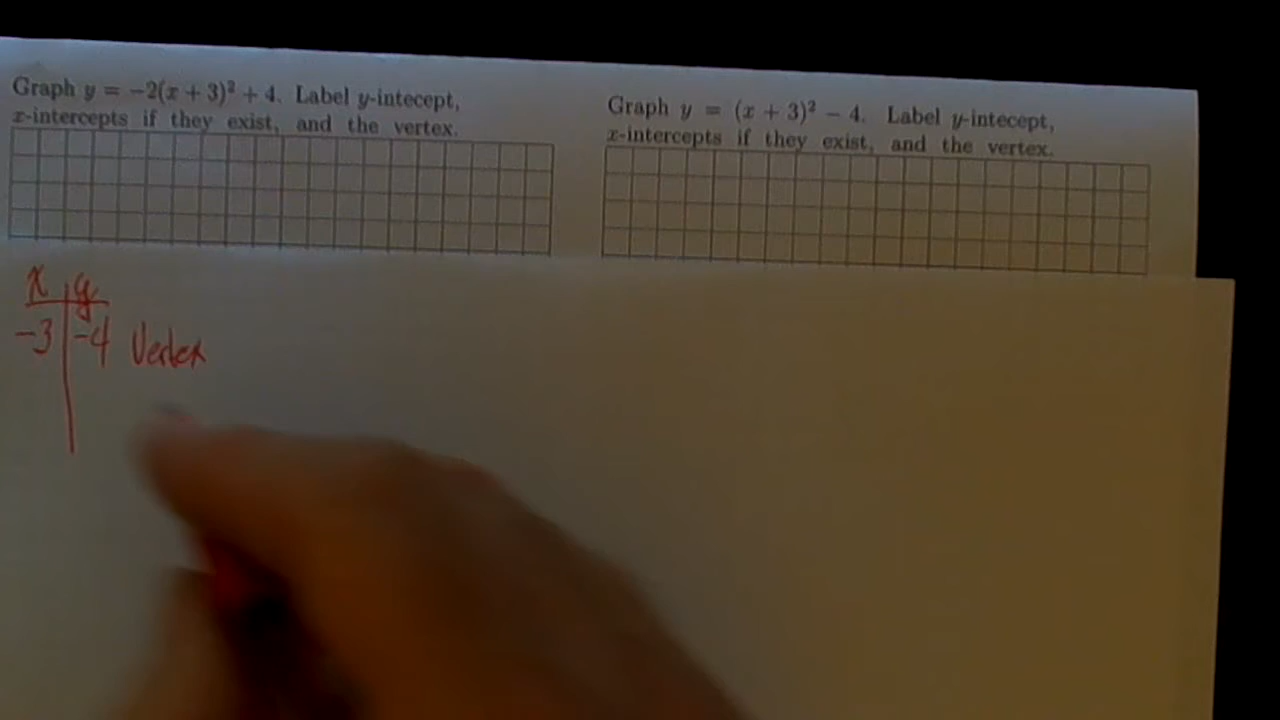 Graph y = −2(x + 3)² + 4. Label y-intecept,
x-intercepts if they exist, and the vertex.
Graph y = (x + 3)² − 4. Label y-intecept,
x-intercepts if they exist, and the vertex.
x y
-3 -4 Vertex